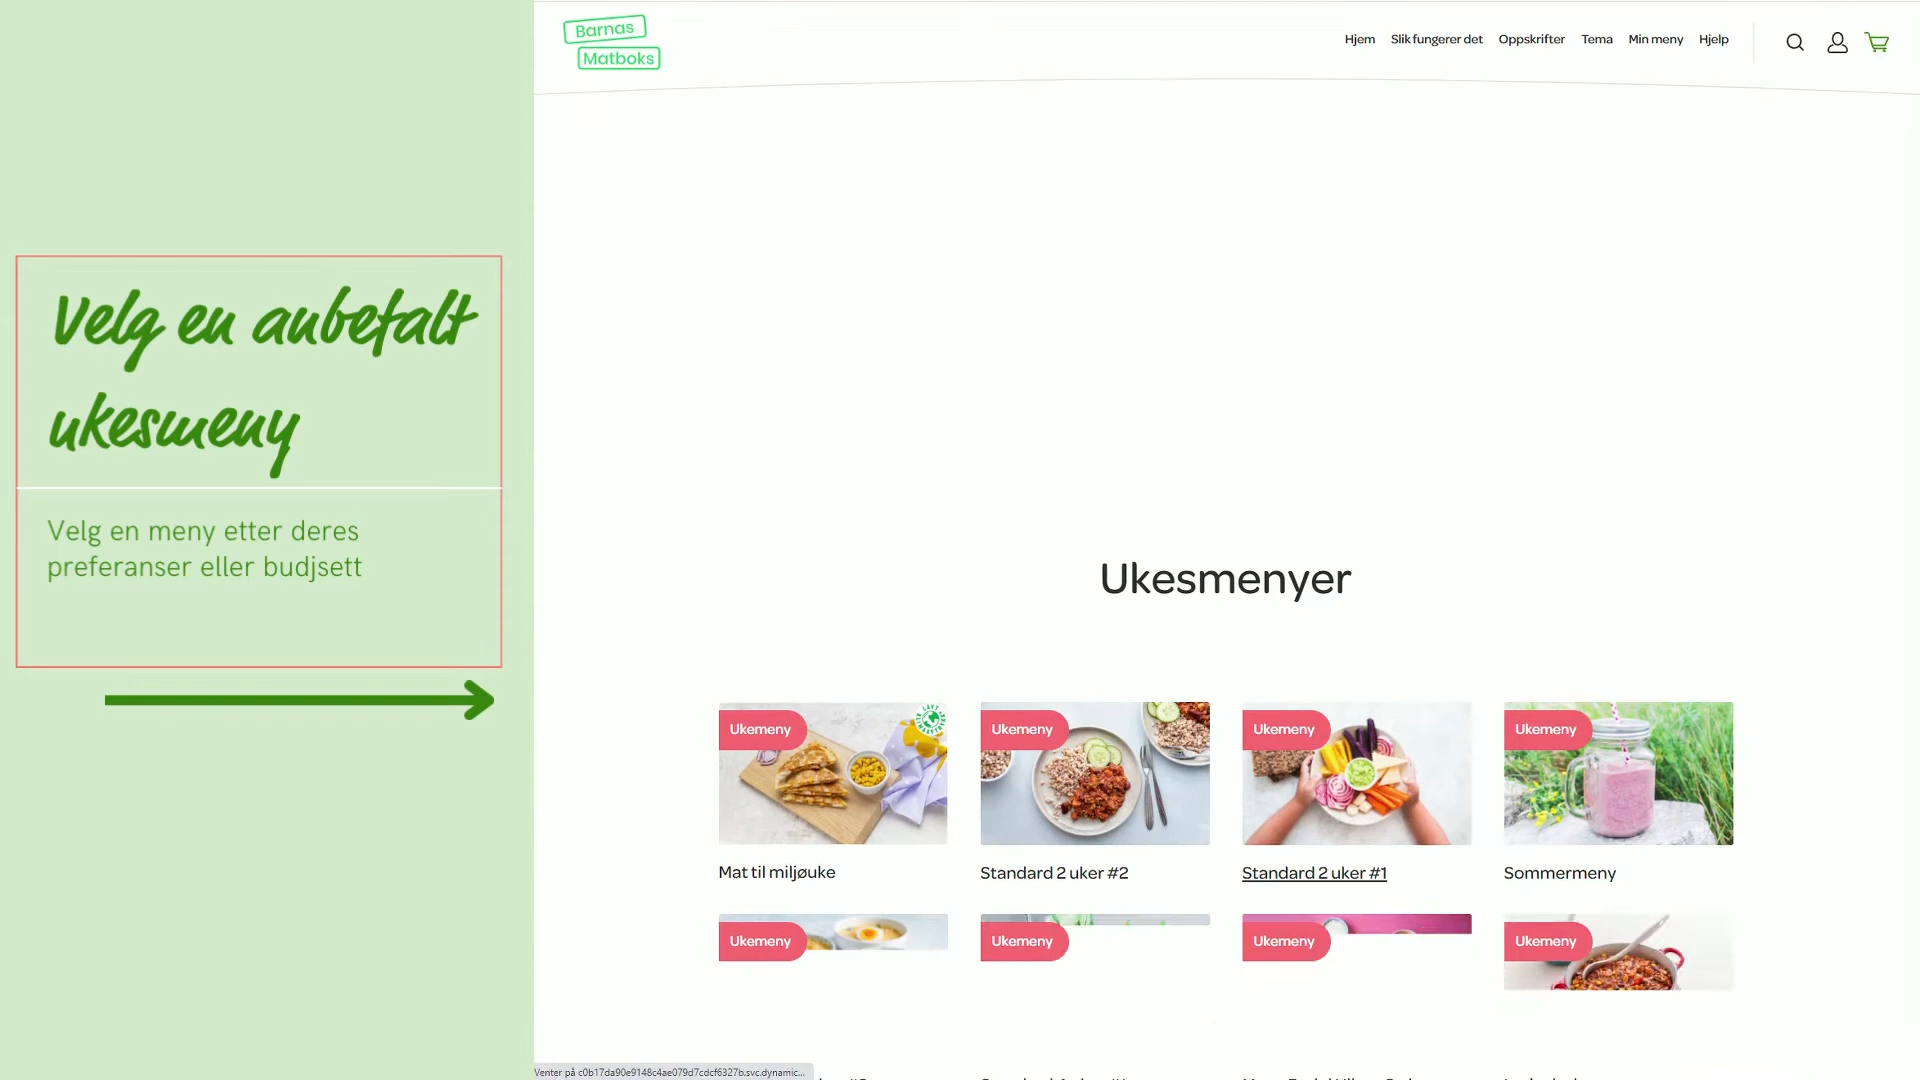 Barnas
Matboks
Hjem Slik fungerer det Oppskrifter Tema Min meny Hjelp
Velg en anbefalt
ukesmeny
Velg en meny etter deres
preferanser eller budjsett
Ukesmenyer
Ukemeny Ukemeny Ukemeny Ukemeny
Mat til miljøuke Standard 2 uker #2 Standard 2 uker #1 Sommermeny
Ukemeny Ukemeny Ukemeny Ukemeny
Venter på c0b17da90e9148c4ae079d7cdcf6327b.svc.dynamic...